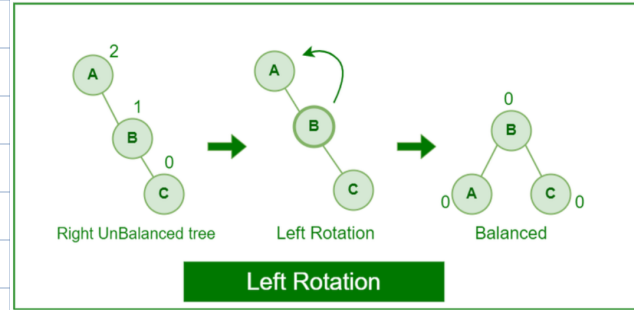 2
A
1
B
0
C
Right UnBalanced tree
A
B
C
Left Rotation
0
B
0 A
C 0
Balanced
Left Rotation